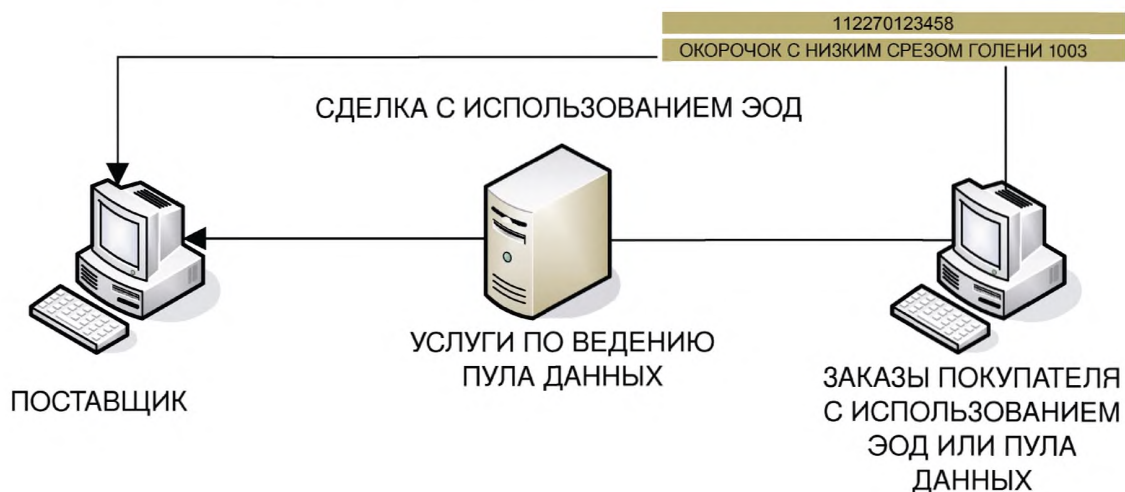 112270123458
ОКОРОЧОК С НИЗКИМ СРЕЗОМ ГОЛЕНИ 1003
СДЕЛКА С ИСПОЛЬЗОВАНИЕМ ЭОД
УСЛУГИ ПО ВЕДЕНИЮ
ПУЛА ДАННЫХ
ПОСТАВЩИК
ЗАКАЗЫ ПОКУПАТЕЛЯ
С ИСПОЛЬЗОВАНИЕМ
ЭОД ИЛИ ПУЛА
ДАННЫХ